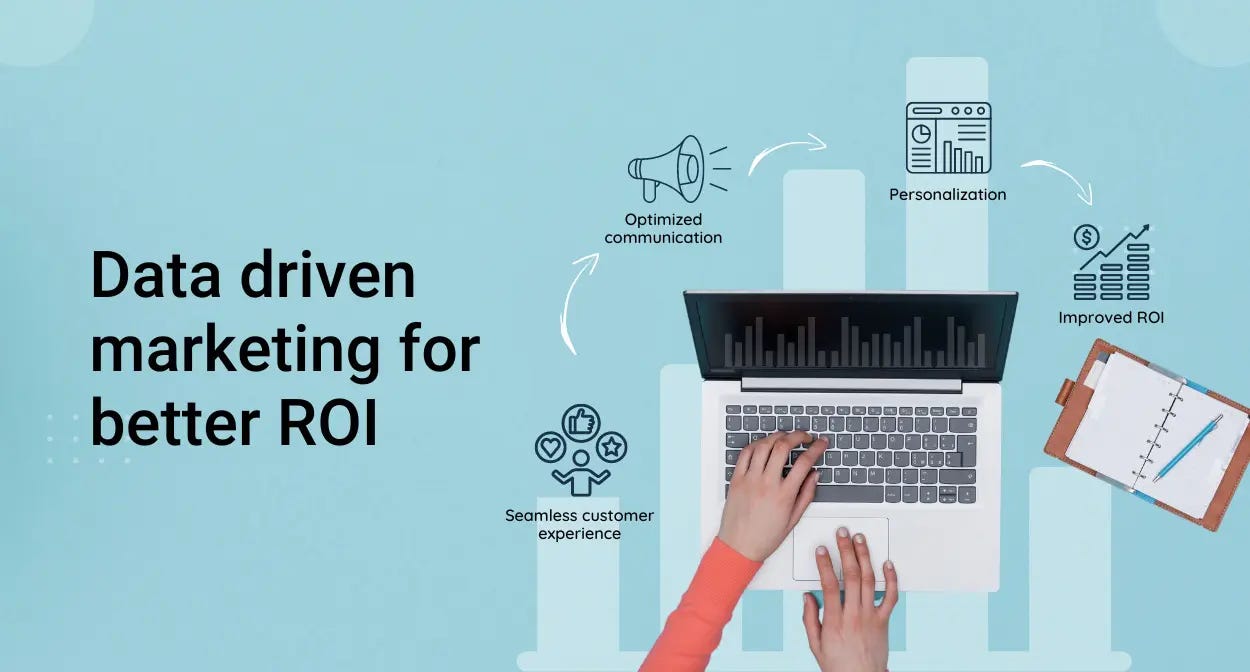 Data driven
marketing for
better ROI
Seamless customer
experience
Optimized
communication
Personalization
Improved ROI